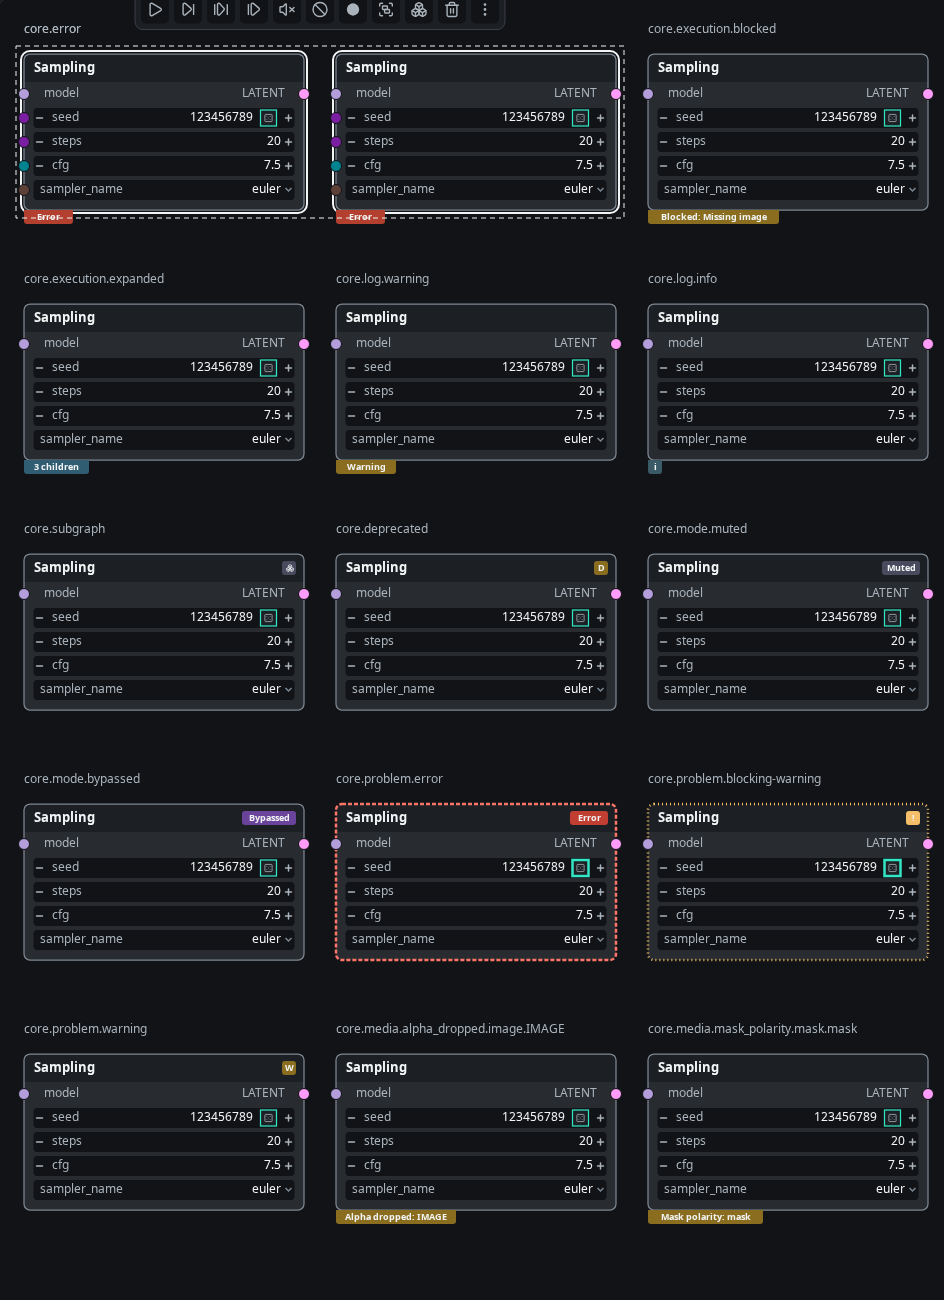 core.error
core.execution.blocked
Sampling
model LATENT
seed 123456789
steps 20
cfg 7.5
sampler_name euler
Error
Sampling
model LATENT
seed 123456789
steps 20
cfg 7.5
sampler_name euler
Error
Sampling
model LATENT
seed 123456789
steps 20
cfg 7.5
sampler_name euler
Blocked: Missing image
core.execution.expanded
Sampling
model LATENT
seed 123456789
steps 20
cfg 7.5
sampler_name euler
3 children
core.log.warning
Sampling
model LATENT
seed 123456789
steps 20
cfg 7.5
sampler_name euler
Warning
core.log.info
Sampling
model LATENT
seed 123456789
steps 20
cfg 7.5
sampler_name euler
i
core.subgraph
Sampling
model LATENT
seed 123456789
steps 20
cfg 7.5
sampler_name euler
core.deprecated
Sampling D
model LATENT
seed 123456789
steps 20
cfg 7.5
sampler_name euler
core.mode.muted
Sampling Muted
model LATENT
seed 123456789
steps 20
cfg 7.5
sampler_name euler
core.mode.bypassed
Sampling Bypassed
model LATENT
seed 123456789
steps 20
cfg 7.5
sampler_name euler
core.problem.error
Sampling Error
model LATENT
seed 123456789
steps 20
cfg 7.5
sampler_name euler
core.problem.blocking-warning
Sampling !
model LATENT
seed 123456789
steps 20
cfg 7.5
sampler_name euler
core.problem.warning
Sampling W
model LATENT
seed 123456789
steps 20
cfg 7.5
sampler_name euler
core.media.alpha_dropped.image.IMAGE
Sampling
model LATENT
seed 123456789
steps 20
cfg 7.5
sampler_name euler
Alpha dropped: IMAGE
core.media.mask_polarity.mask.mask
Sampling
model LATENT
seed 123456789
steps 20
cfg 7.5
sampler_name euler
Mask polarity: mask